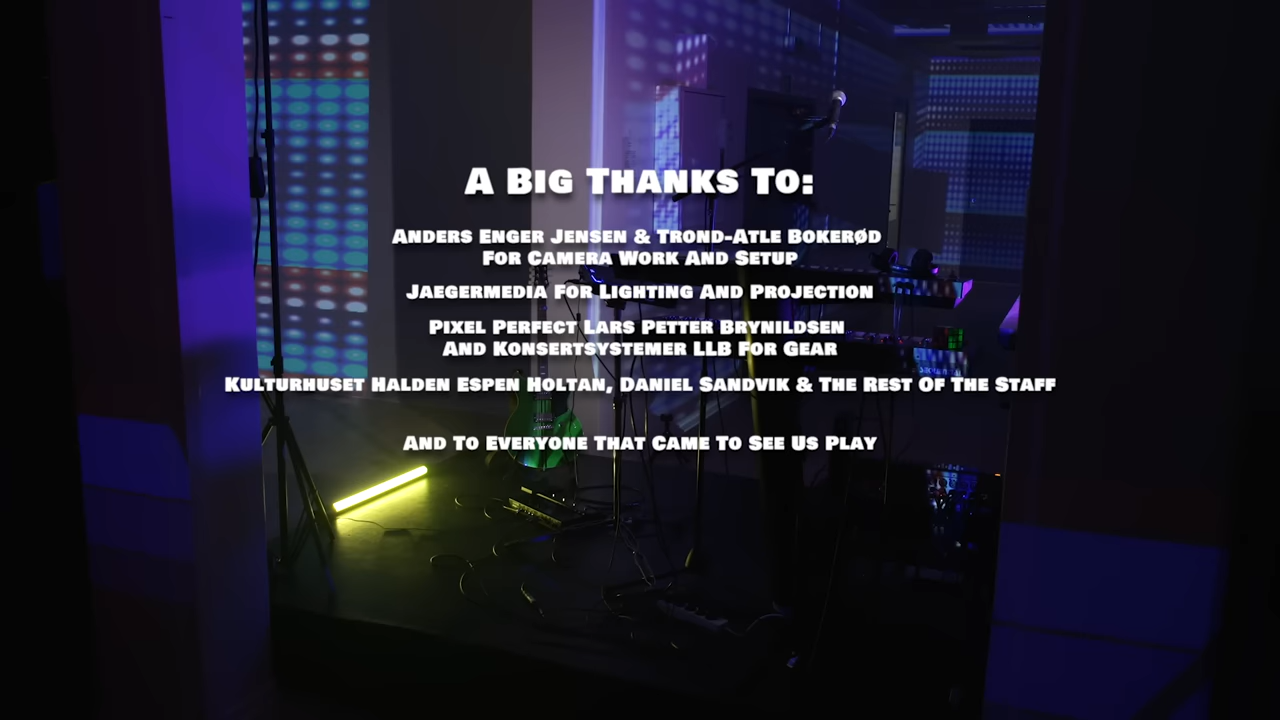 A Big Thanks To:
Anders Enger Jensen & Trond-Atle Bokerød
For Camera Work And Setup
Jaegermedia For Lighting And Projection
Pixel Perfect Lars Petter Brynildsen
And Konsertsystemer LLB For Gear
Kulturhuset Halden Espen Holtan, Daniel Sandvik & The Rest Of The Staff
And To Everyone That Came To See Us Play